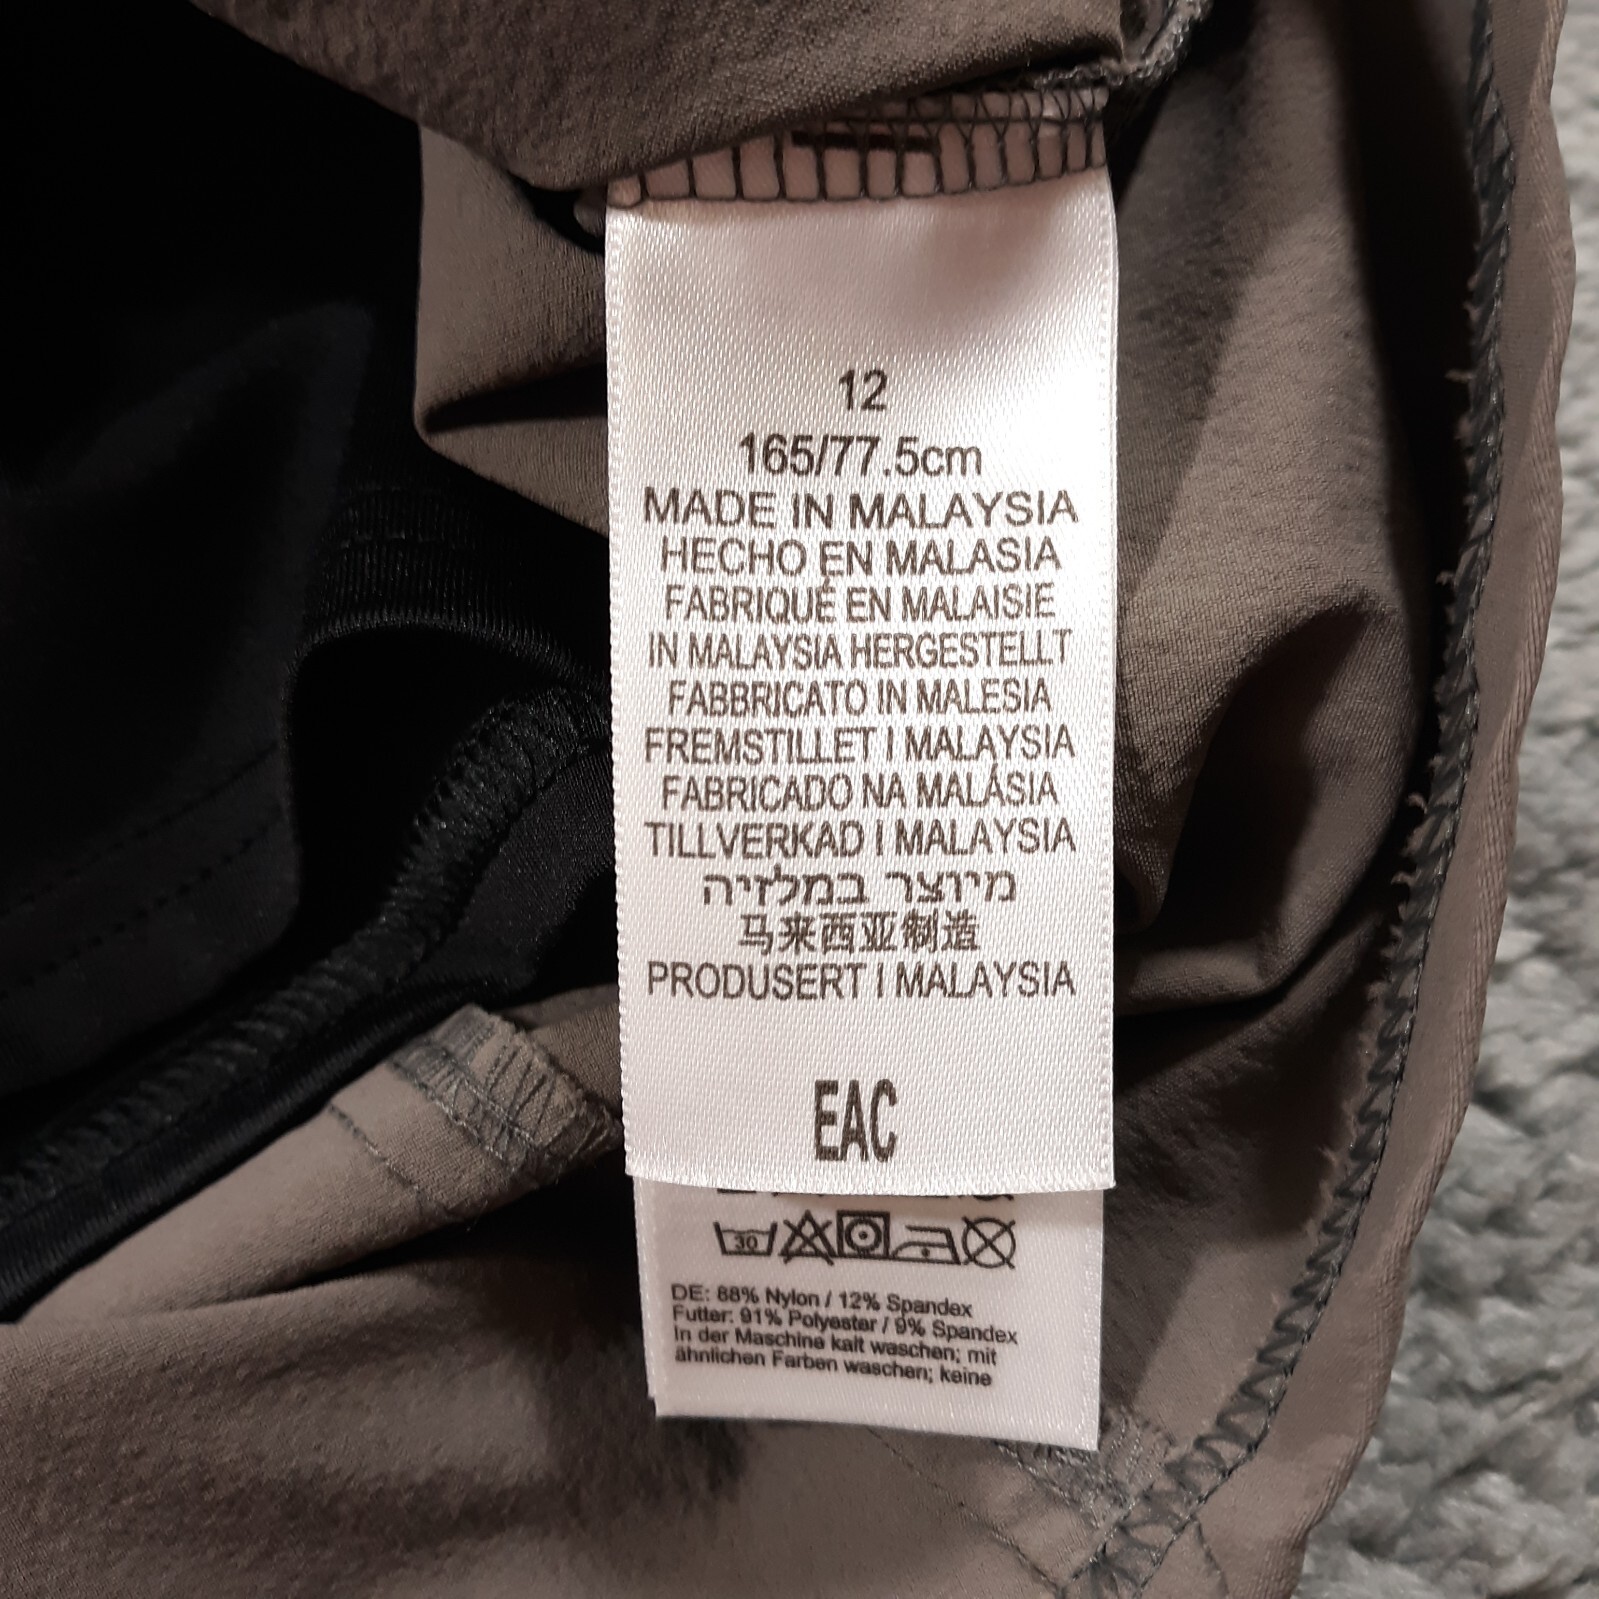 12
165/77.5cm
MADE IN MALAYSIA
HECHO EN MALASIA
FABRIQUÉ EN MALAISIE
IN MALAYSIA HERGESTELLT
FABBRICATO IN MALESIA
FREMSTILLET I MALAYSIA
FABRICADO NA MALÁSIA
TILLVERKAD I MALAYSIA
מיוצר במלזיה
马来西亚制造
PRODUSERT I MALAYSIA
EAC
30
DE: 88% Nylon / 12% Spandex
Futter: 91% Polyester / 9% Spandex
In der Maschine kalt waschen; mit
ähnlichen Farben waschen; keine